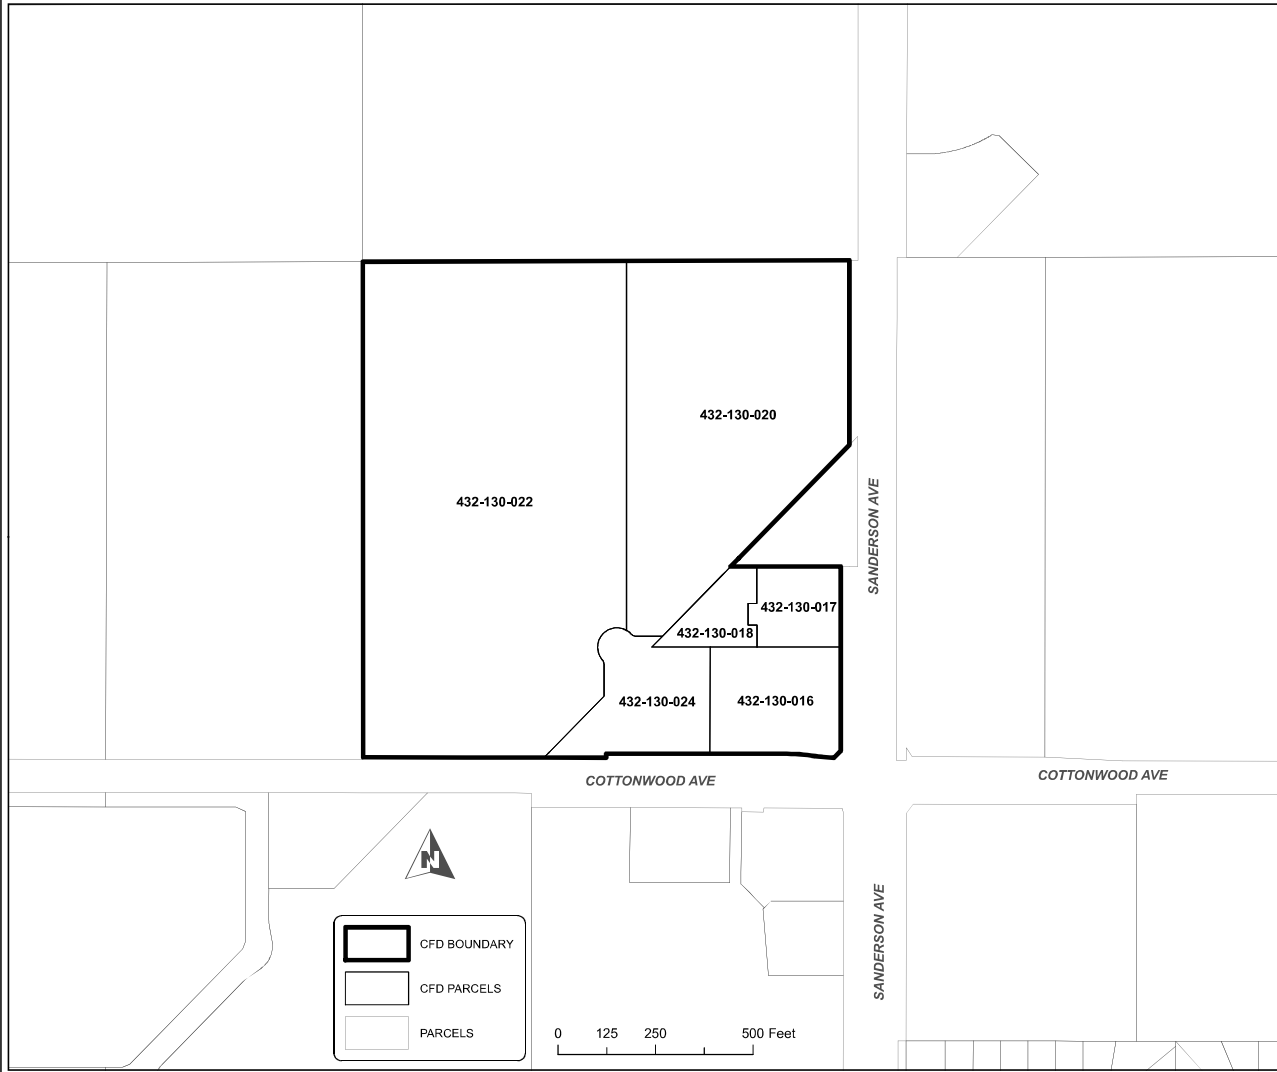 432-130-020
432-130-022
SANDERSON AVE
432-130-017
432-130-018
432-130-024
432-130-016
COTTONWOOD AVE
COTTONWOOD AVE
N
SANDERSON AVE
CFD BOUNDARY
CFD PARCELS
PARCELS
0 125 250 500 Feet